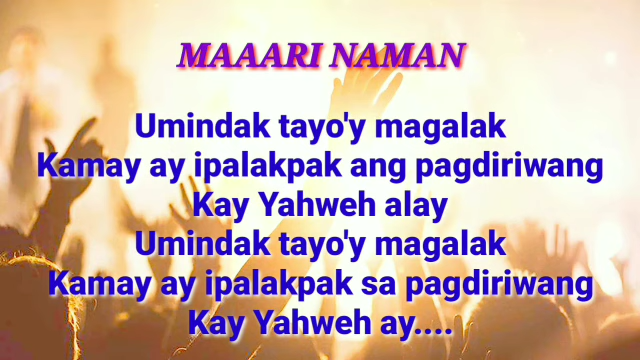 MAAARI NAMAN
Umindak tayo'y magalak
Kamay ay ipalakpak ang pagdiriwang
Kay Yahweh alay
Umindak tayo'y magalak
Kamay ay ipalakpak sa pagdiriwang
Kay Yahweh ay....